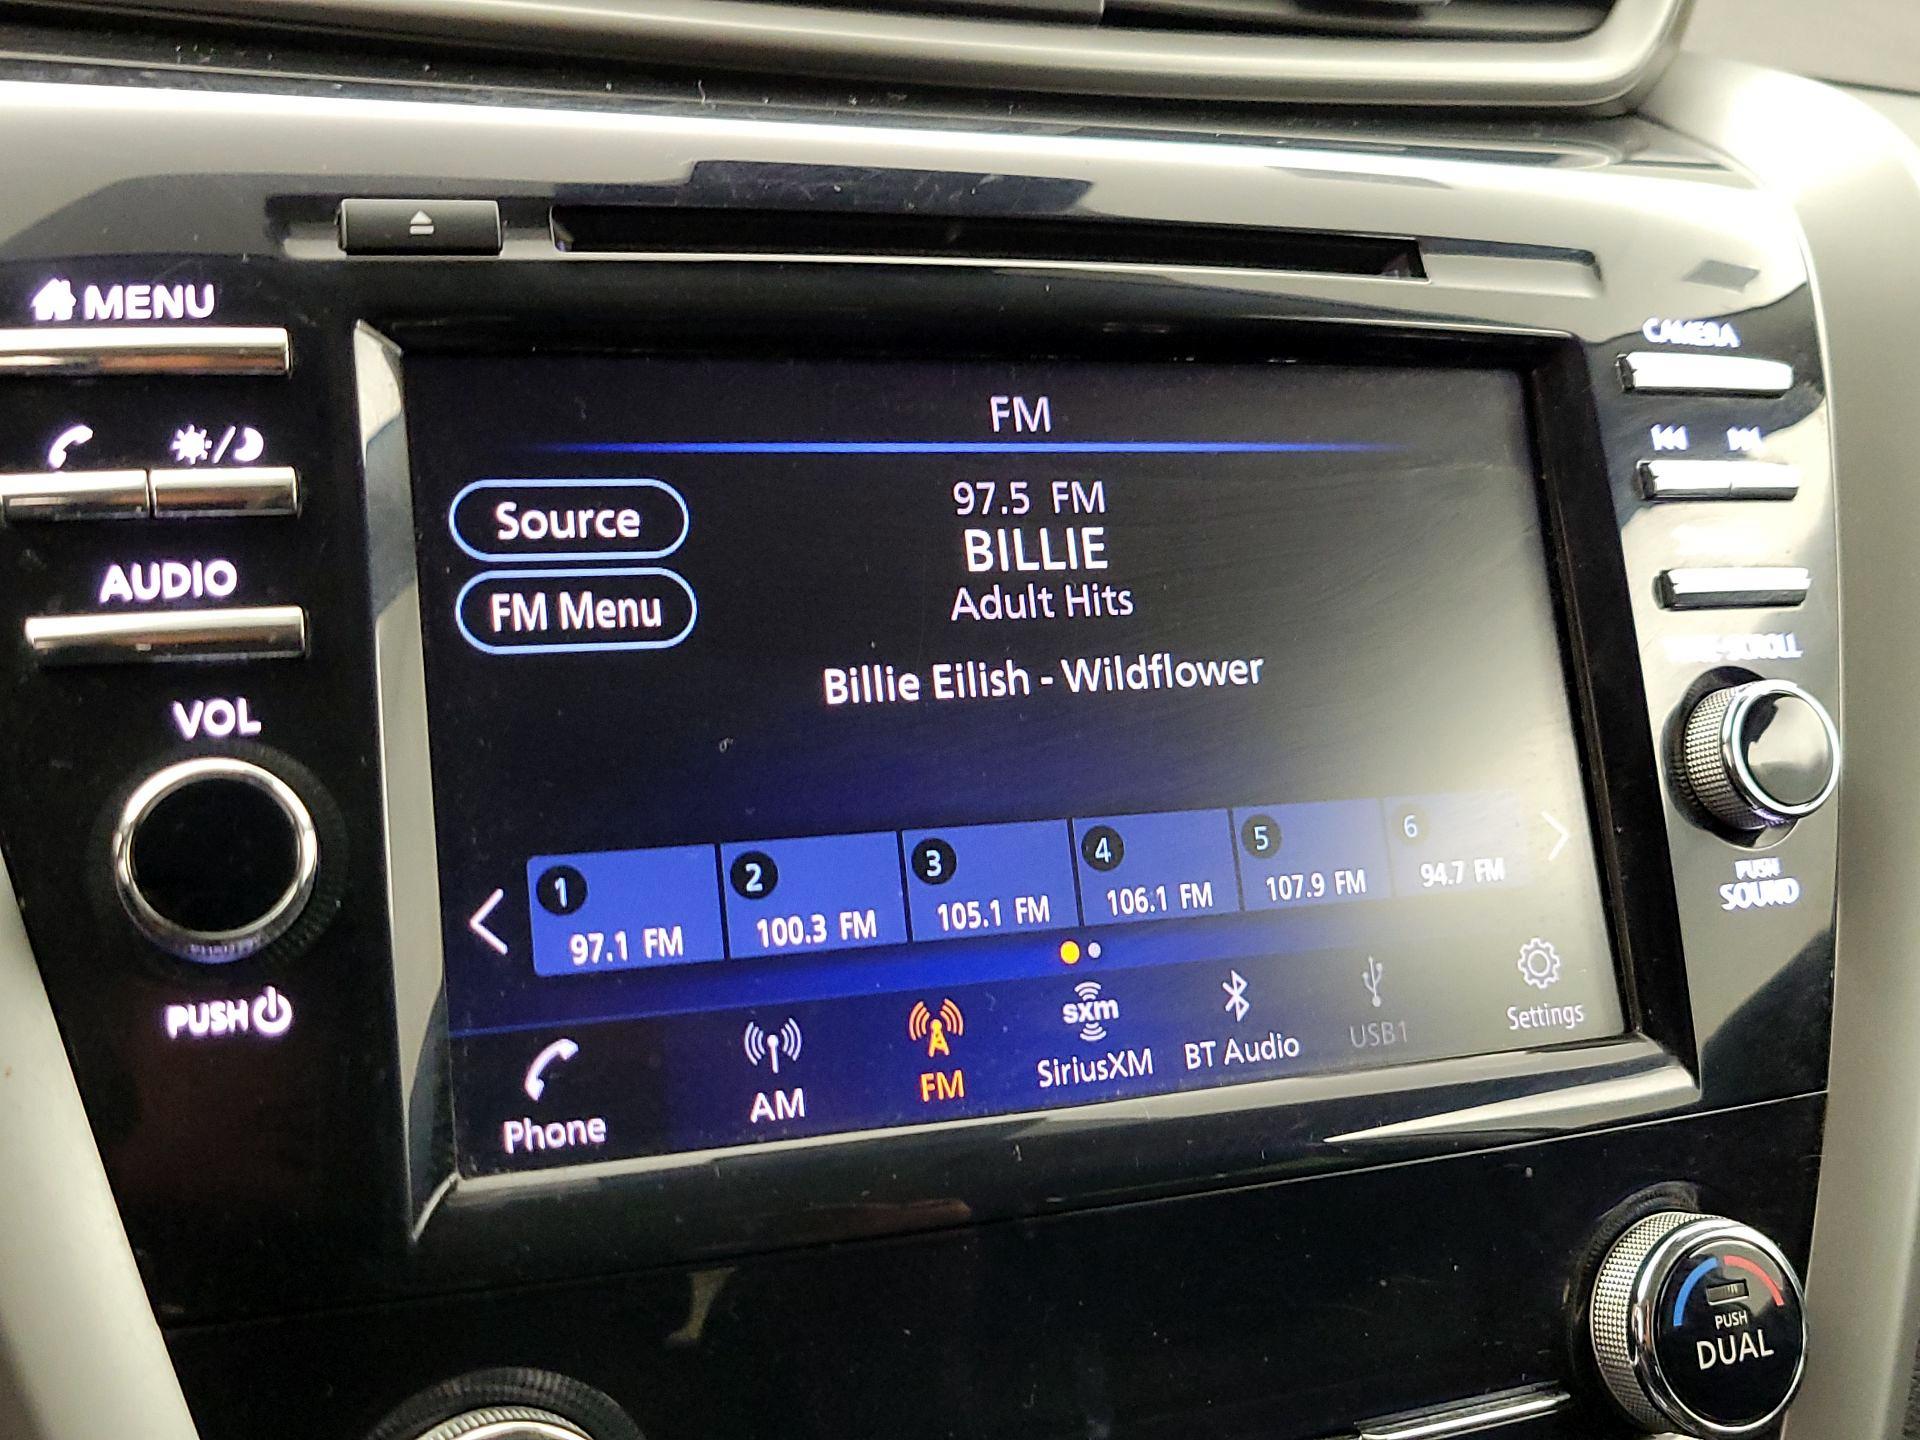 MENU
AUDIO
VOL
PUSH
FM
Source
FM Menu
97.5 FM
BILLIE
Adult Hits
Billie Eilish - Wildflower
1
97.1 FM
2
100.3 FM
3
105.1 FM
4
106.1 FM
5
107.9 FM
6
94.7 FM
Phone
AM
FM
sxm
SiriusXM
BT Audio
USB1
Settings
CAMERA
SCROLL
PUSH
SOUND
PUSH
DUAL